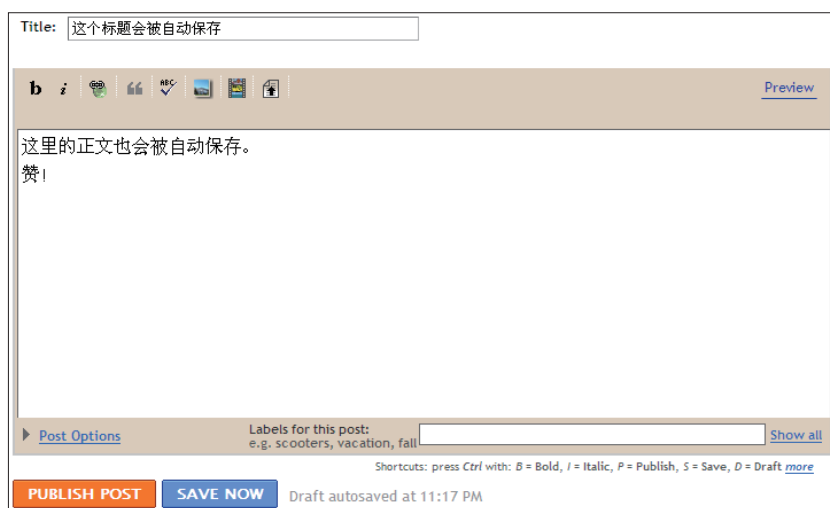 Title: 这个标题会被自动保存
b i ABC Preview
这里的正文也会被自动保存。
赞!
Post Options
Labels for this post:
e.g. scooters, vacation, fall
Show all
Shortcuts: press Ctrl with: B = Bold, I = Italic, P = Publish, S = Save, D = Draft more
PUBLISH POST SAVE NOW Draft autosaved at 11:17 PM